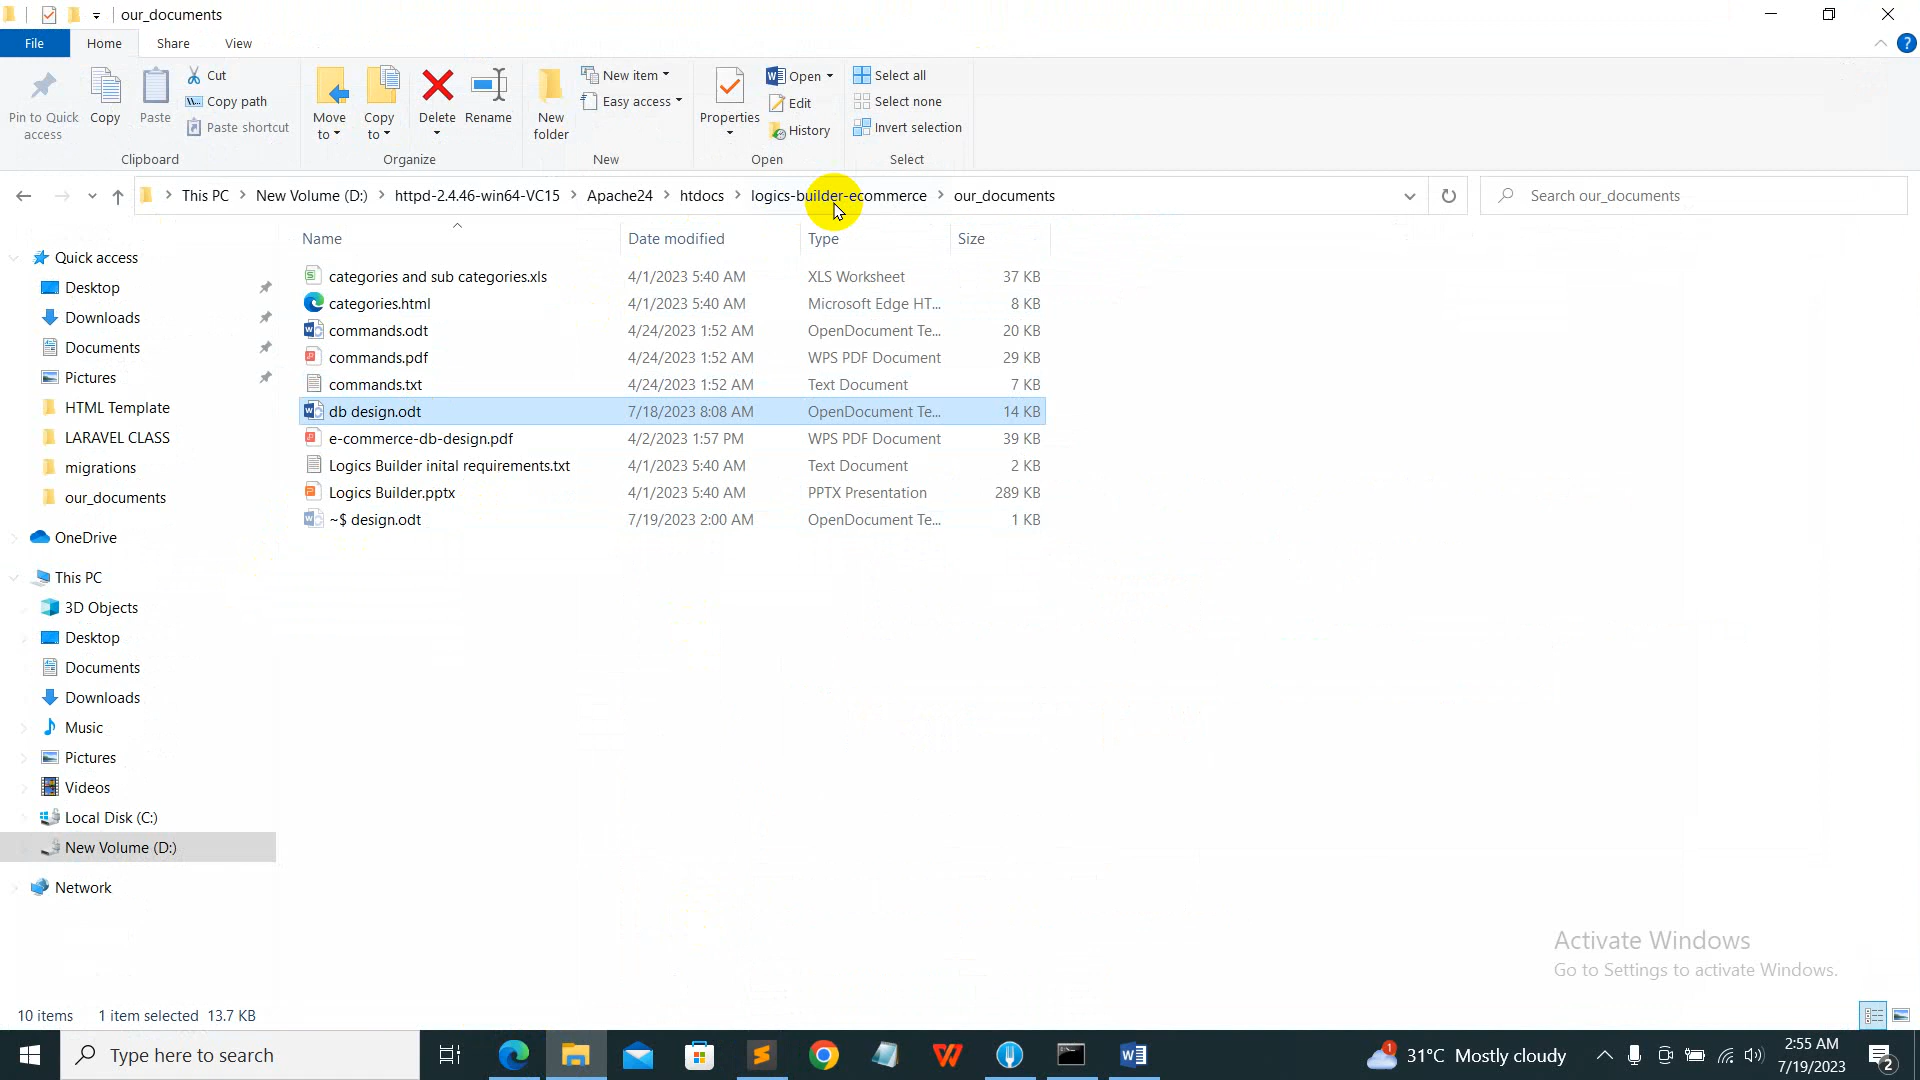 our_documents
File Home Share View
Pin to Quick access
Copy
Paste
Cut
Copy path
Paste shortcut
Clipboard
Move to
Copy to
Delete
Rename
Organize
New folder
New item
Easy access
New
Properties
Open
Edit
History
Open
Select all
Select none
Invert selection
Select
This PC New Volume (D:) httpd-2.4.46-win64-VC15 Apache24 htdocs logics-builder-ecommerce our_documents
Search our_documents
Name Date modified Type Size
categories and sub categories.xls 4/1/2023 5:40 AM XLS Worksheet 37 KB
categories.html 4/1/2023 5:40 AM Microsoft Edge HT... 8 KB
commands.odt 4/24/2023 1:52 AM OpenDocument Te... 20 KB
commands.pdf 4/24/2023 1:52 AM WPS PDF Document 29 KB
commands.txt 4/24/2023 1:52 AM Text Document 7 KB
db design.odt 7/18/2023 8:08 AM OpenDocument Te... 14 KB
e-commerce-db-design.pdf 4/2/2023 1:57 PM WPS PDF Document 39 KB
Logics Builder inital requirements.txt 4/1/2023 5:40 AM Text Document 2 KB
Logics Builder.pptx 4/1/2023 5:40 AM PPTX Presentation 289 KB
~$ design.odt 7/19/2023 2:00 AM OpenDocument Te... 1 KB
Quick access
Desktop
Downloads
Documents
Pictures
HTML Template
LARAVEL CLASS
migrations
our_documents
OneDrive
This PC
3D Objects
Desktop
Documents
Downloads
Music
Pictures
Videos
Local Disk (C:)
New Volume (D:)
Network
Activate Windows
Go to Settings to activate Windows.
10 items 1 item selected 13.7 KB
Type here to search
1
31°C Mostly cloudy
2:55 AM
7/19/2023
2